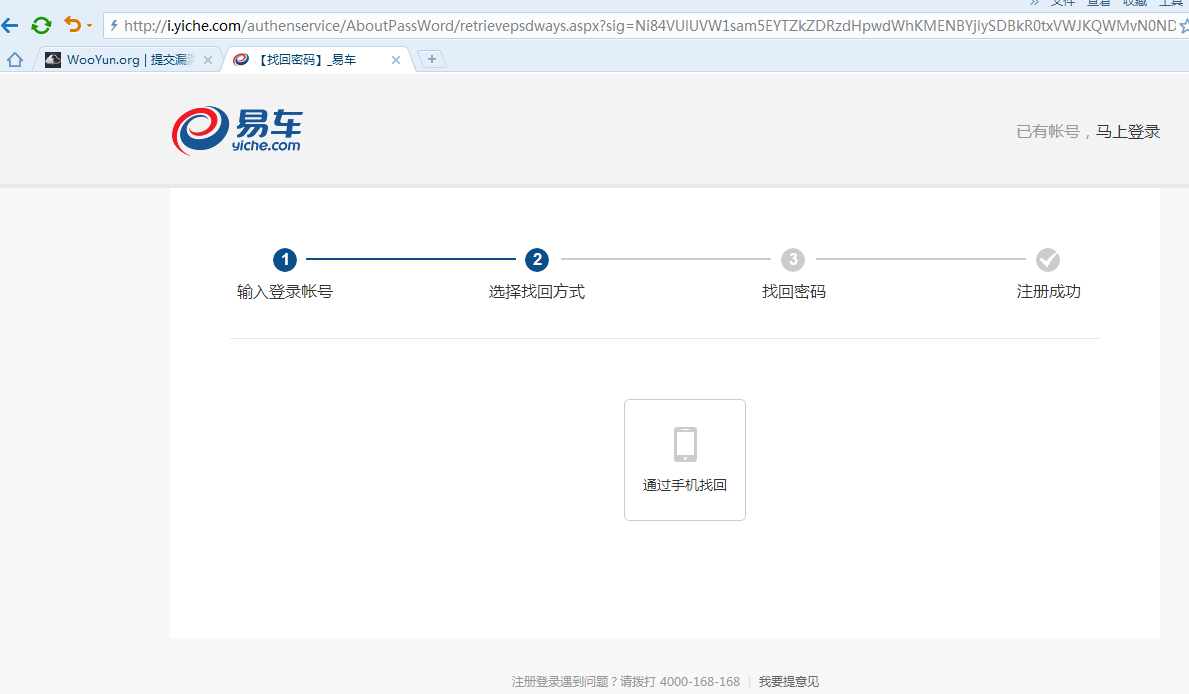 文件 查看 收藏 工具
http://i.yiche.com/authenservice/AboutPassWord/retrievepsdways.aspx?sig=Ni84VUlUVW1sam5EYTZkZDRzdHpwdWhKMENBYjIySDBkR0txVWJKQWMvN0ND
WooYun.org | 提交漏洞
【找回密码】_易车
易车
yiche.com
已有帐号，马上登录
1
2
3
输入登录帐号
选择找回方式
找回密码
注册成功
通过手机找回
注册登录遇到问题？请拨打 4000-168-168 | 我要提意见